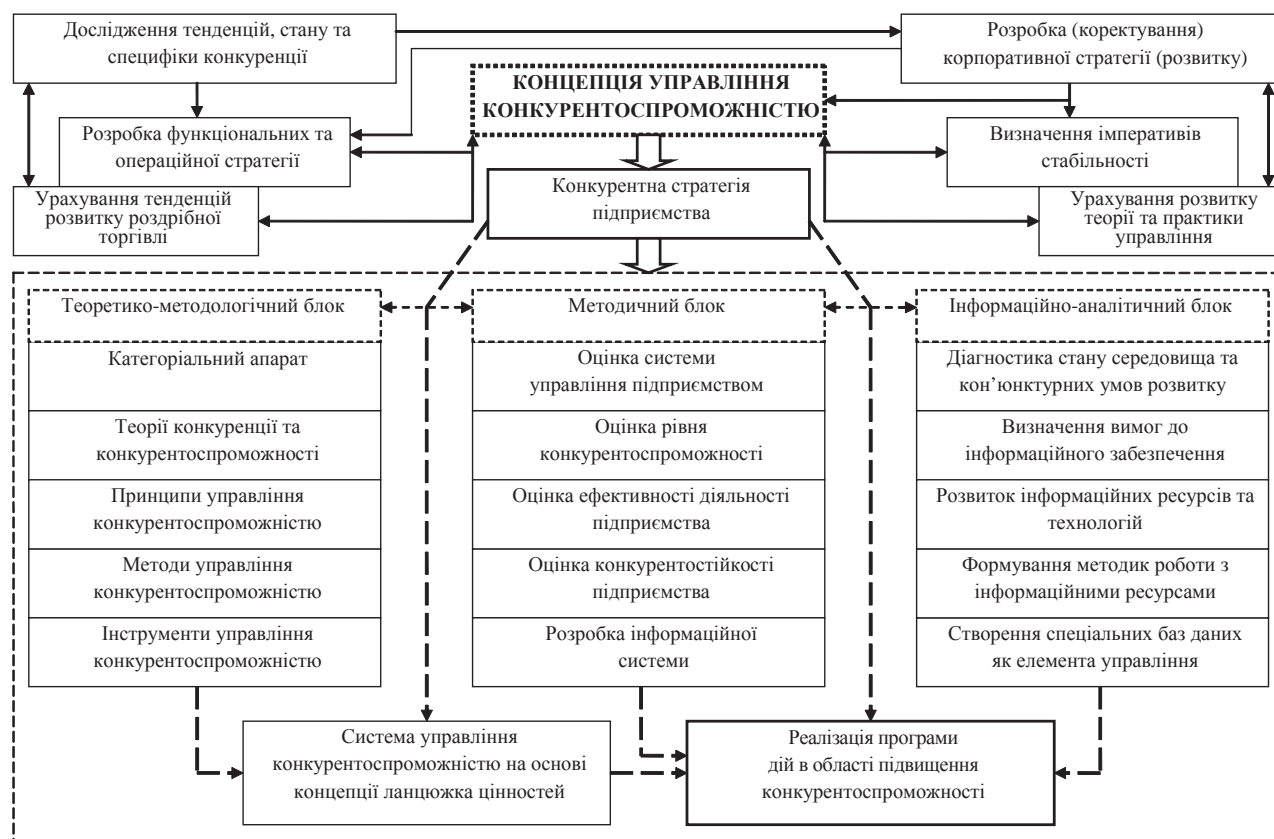 Дослідження тенденцій, стану та
специфіки конкуренції
Розробка (коректування)
корпоративної стратегії (розвитку)
КОНЦЕПЦІЯ УПРАВЛІННЯ
КОНКУРЕНТОСПРОМОЖНІСТЮ
Розробка функціональних та
операційної стратегії
Визначення імперативів
стабільності
Урахування тенденцій
розвитку роздрібної
торгівлі
Конкурентна стратегія
підприємства
Урахування розвитку
теорії та практики
управління
Теоретико-методологічний блок
Категоріальний апарат
Теорії конкуренції та
конкурентоспроможності
Принципи управління
конкурентоспроможністю
Методи управління
конкурентоспроможністю
Інструменти управління
конкурентоспроможністю
Методичний блок
Оцінка системи
управління підприємством
Оцінка рівня
конкурентоспроможності
Оцінка ефективності діяльності
підприємства
Оцінка конкурентостійкості
підприємства
Розробка інформаційної
системи
Інформаційно-аналітичний блок
Діагностика стану середовища та
кон’юнктурних умов розвитку
Визначення вимог до
інформаційного забезпечення
Розвиток інформаційних ресурсів та
технологій
Формування методик роботи з
інформаційними ресурсами
Створення спеціальних баз даних
як елемента управління
Система управління
конкурентоспроможністю на основі
концепції ланцюжка цінностей
Реалізація програми
дій в області підвищення
конкурентоспроможності